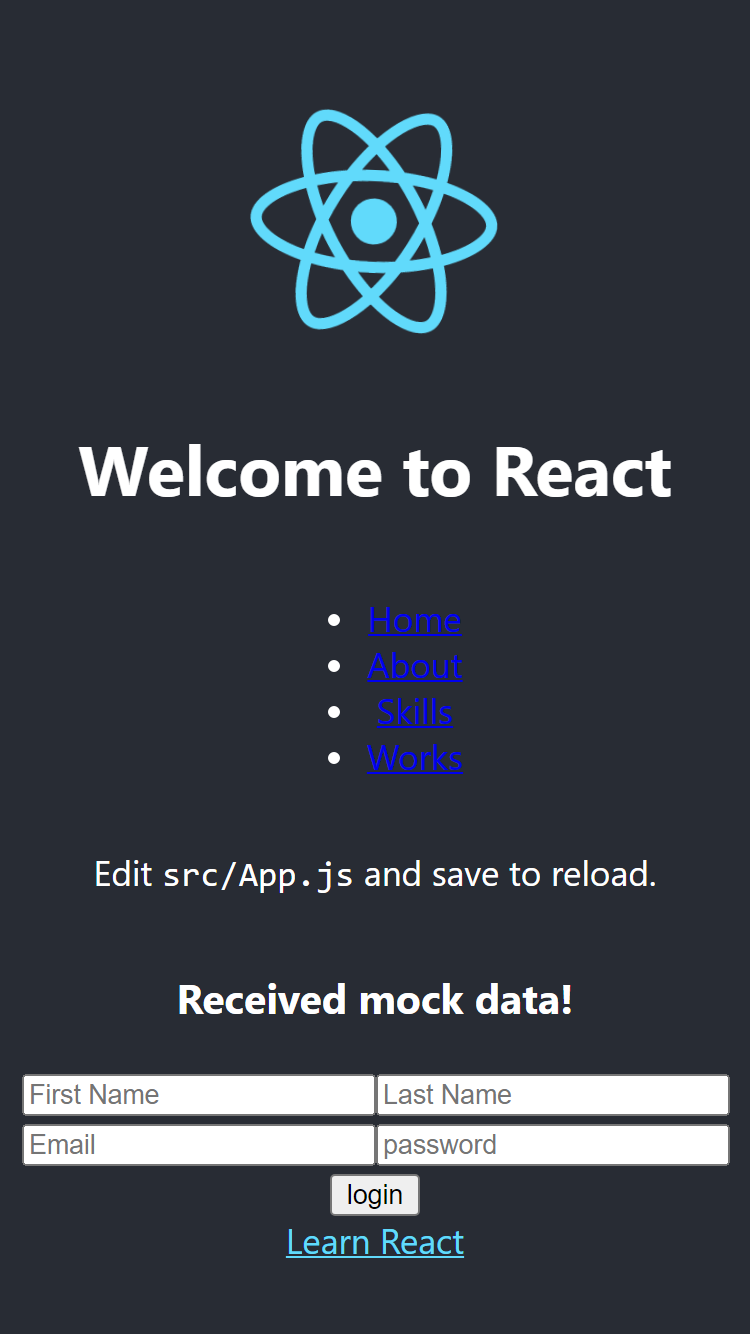 Welcome to React
Home
About
Skills
Works
Edit src/App.js and save to reload.
Received mock data!
First Name Last Name
Email password
login
Learn React